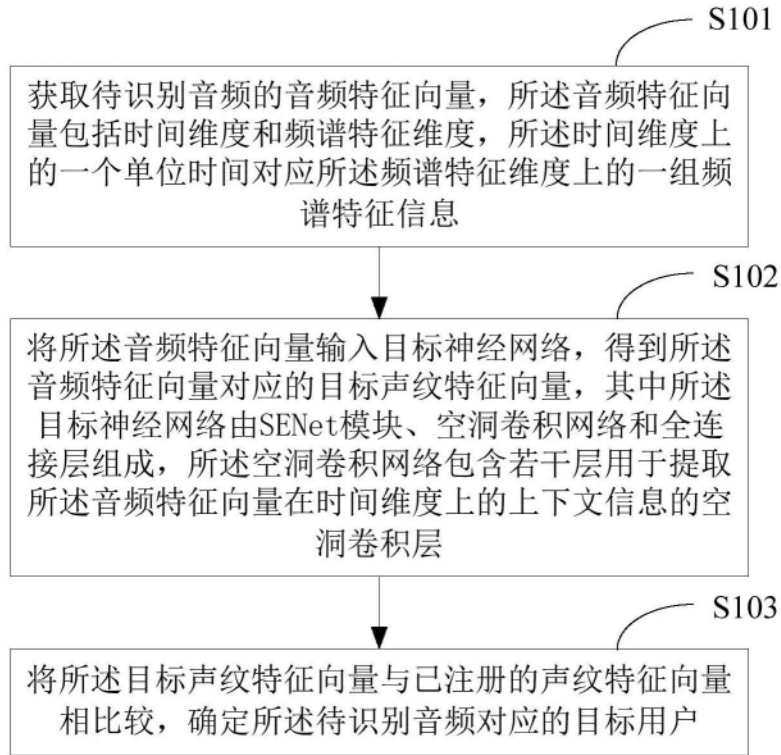 S101
获取待识别音频的音频特征向量，所述音频特征向
量包括时间维度和频谱特征维度，所述时间维度上
的一个单位时间对应所述频谱特征维度上的一组频
谱特征信息
S102
将所述音频特征向量输入目标神经网络，得到所述
音频特征向量对应的目标声纹特征向量，其中所述
目标神经网络由SENet模块、空洞卷积网络和全连
接层组成，所述空洞卷积网络包含若干层用于提取
所述音频特征向量在时间维度上的上下文信息的空
洞卷积层
S103
将所述目标声纹特征向量与已注册的声纹特征向量
相比较，确定所述待识别音频对应的目标用户